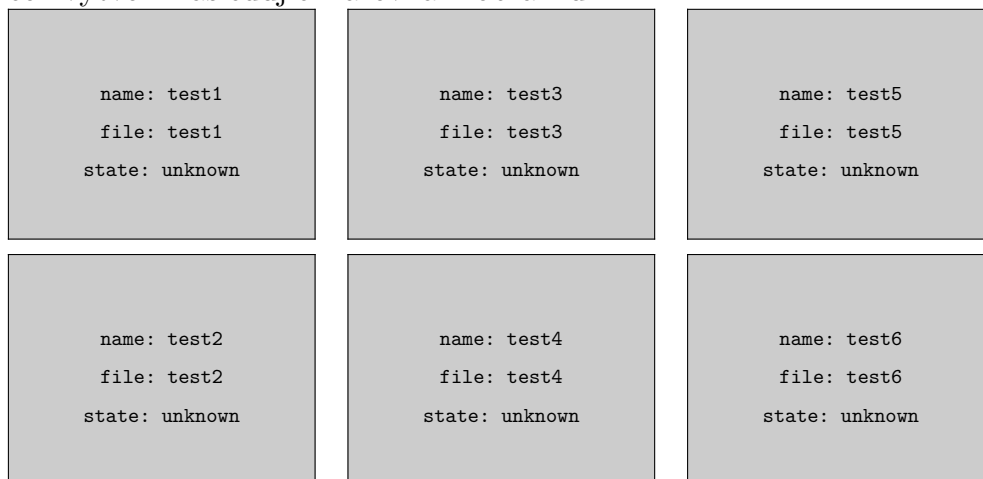 name: test1
file: test1
state: unknown
name: test3
file: test3
state: unknown
name: test5
file: test5
state: unknown
name: test2
file: test2
state: unknown
name: test4
file: test4
state: unknown
name: test6
file: test6
state: unknown